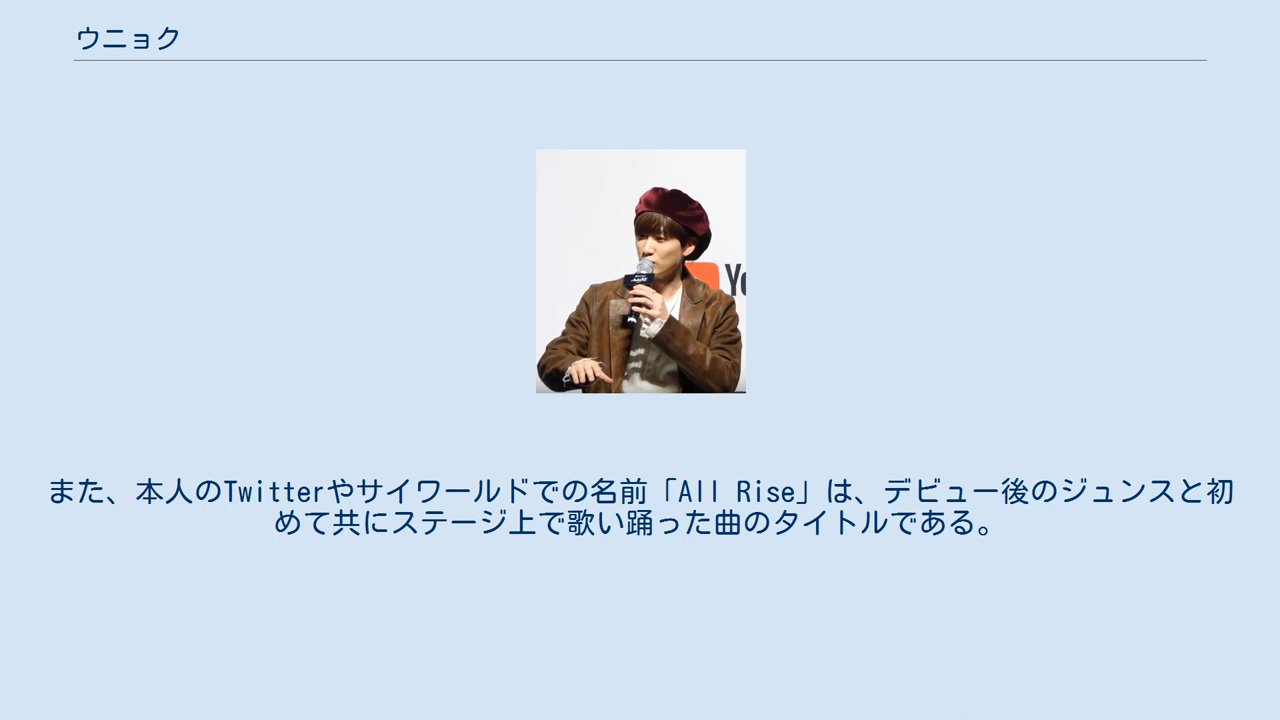 ウニョク
Yo
また、本人のTwitterやサイワールドでの名前「All Rise」は、デビュー後のジュンスと初
めて共にステージ上で歌い踊った曲のタイトルである。